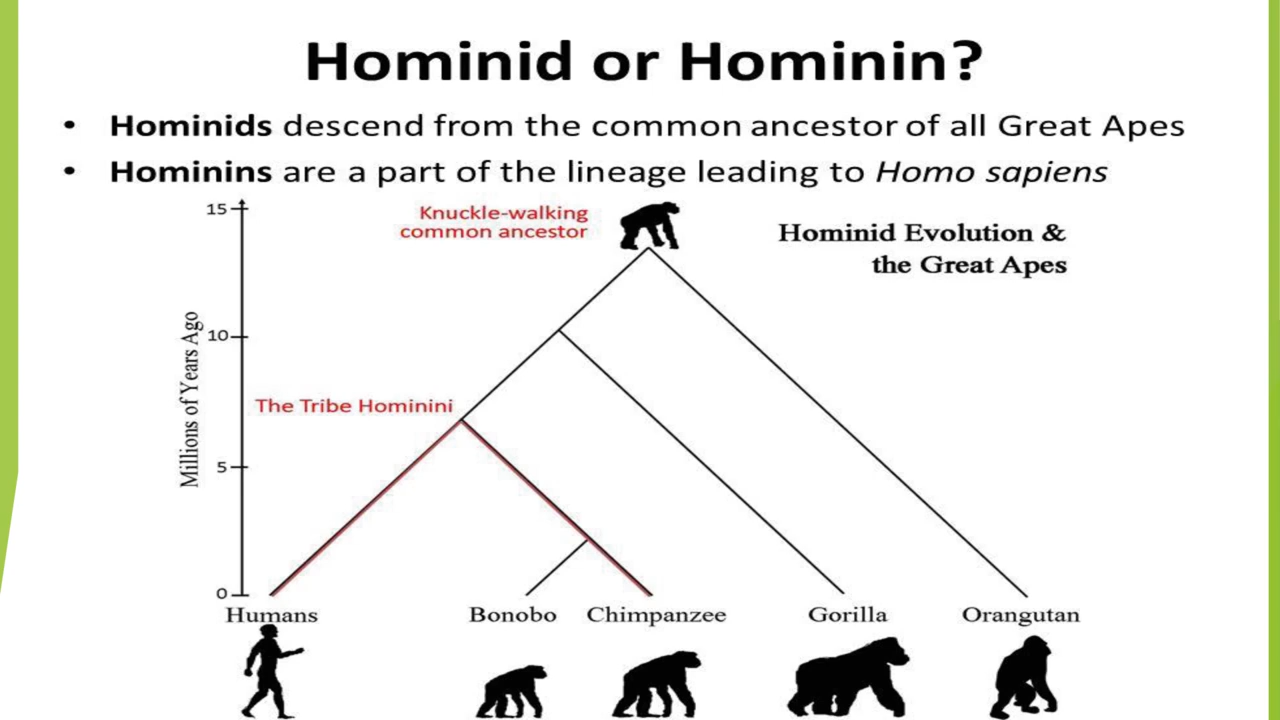 Hominid or Hominin?
• Hominids descend from the common ancestor of all Great Apes
• Hominins are a part of the lineage leading to Homo sapiens
Knuckle-walking
common ancestor
Hominid Evolution &
the Great Apes
Millions of Years Ago
15
10
The Tribe Hominini
5
0
Humans
Bonobo
Chimpanzee
Gorilla
Orangutan